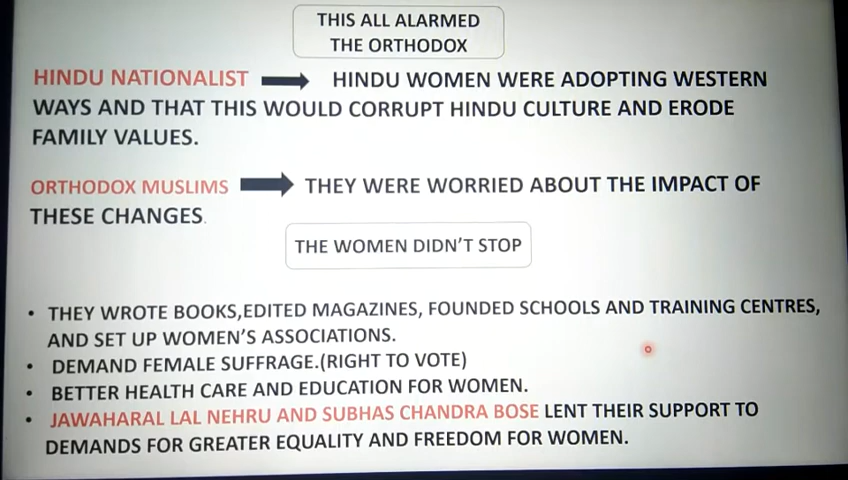 THIS ALL ALARMED
THE ORTHODOX
HINDU NATIONALIST HINDU WOMEN WERE ADOPTING WESTERN
WAYS AND THAT THIS WOULD CORRUPT HINDU CULTURE AND ERODE
FAMILY VALUES.
ORTHODOX MUSLIMS THEY WERE WORRIED ABOUT THE IMPACT OF
THESE CHANGES.
THE WOMEN DIDN'T STOP
• THEY WROTE BOOKS,EDITED MAGAZINES, FOUNDED SCHOOLS AND TRAINING CENTRES,
AND SET UP WOMEN'S ASSOCIATIONS.
• DEMAND FEMALE SUFFRAGE.(RIGHT TO VOTE)
• BETTER HEALTH CARE AND EDUCATION FOR WOMEN.
• JAWAHARAL LAL NEHRU AND SUBHAS CHANDRA BOSE LENT THEIR SUPPORT TO
DEMANDS FOR GREATER EQUALITY AND FREEDOM FOR WOMEN.